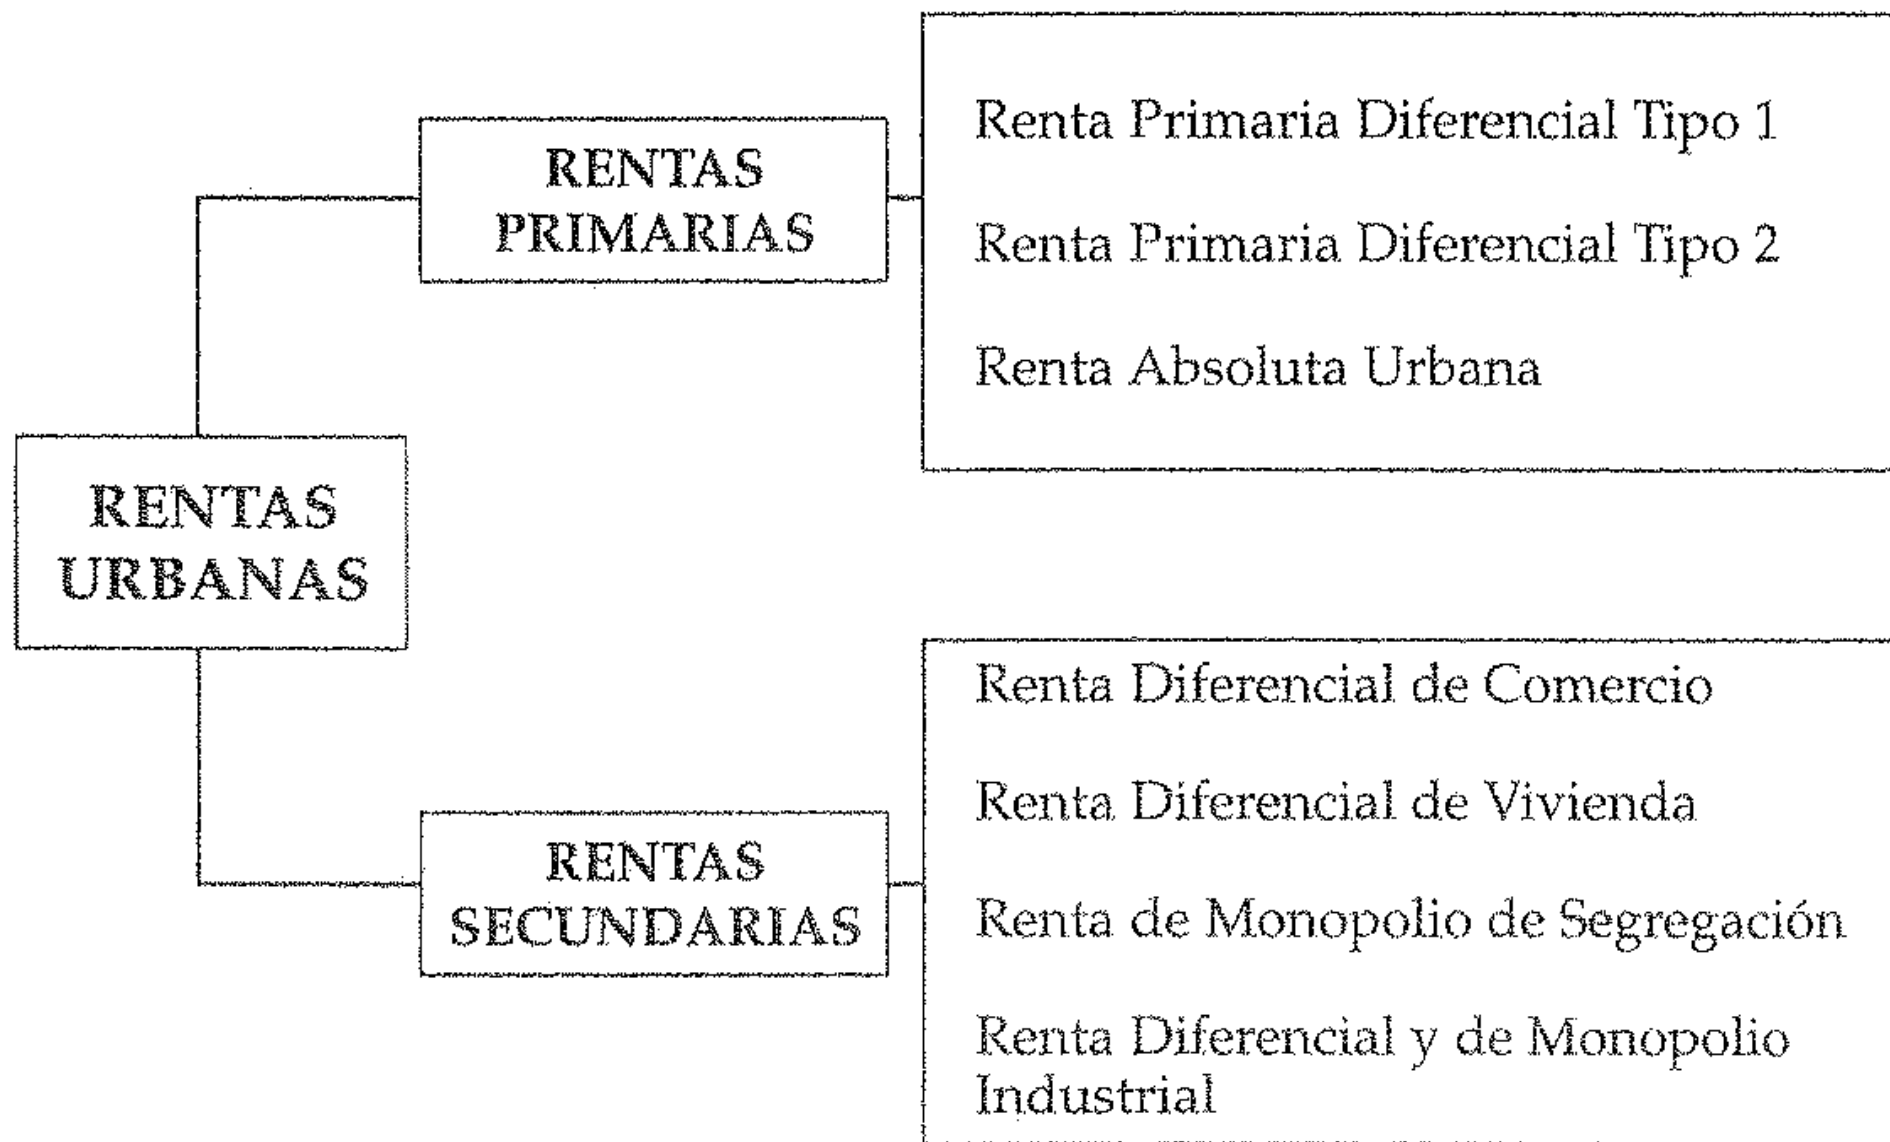 RENTAS
URBANAS
RENTAS
PRIMARIAS
Renta Primaria Diferencial Tipo 1
Renta Primaria Diferencial Tipo 2
Renta Absoluta Urbana
RENTAS
SECUNDARIAS
Renta Diferencial de Comercio
Renta Diferencial de Vivienda
Renta de Monopolio de Segregación
Renta Diferencial y de Monopolio
Industrial